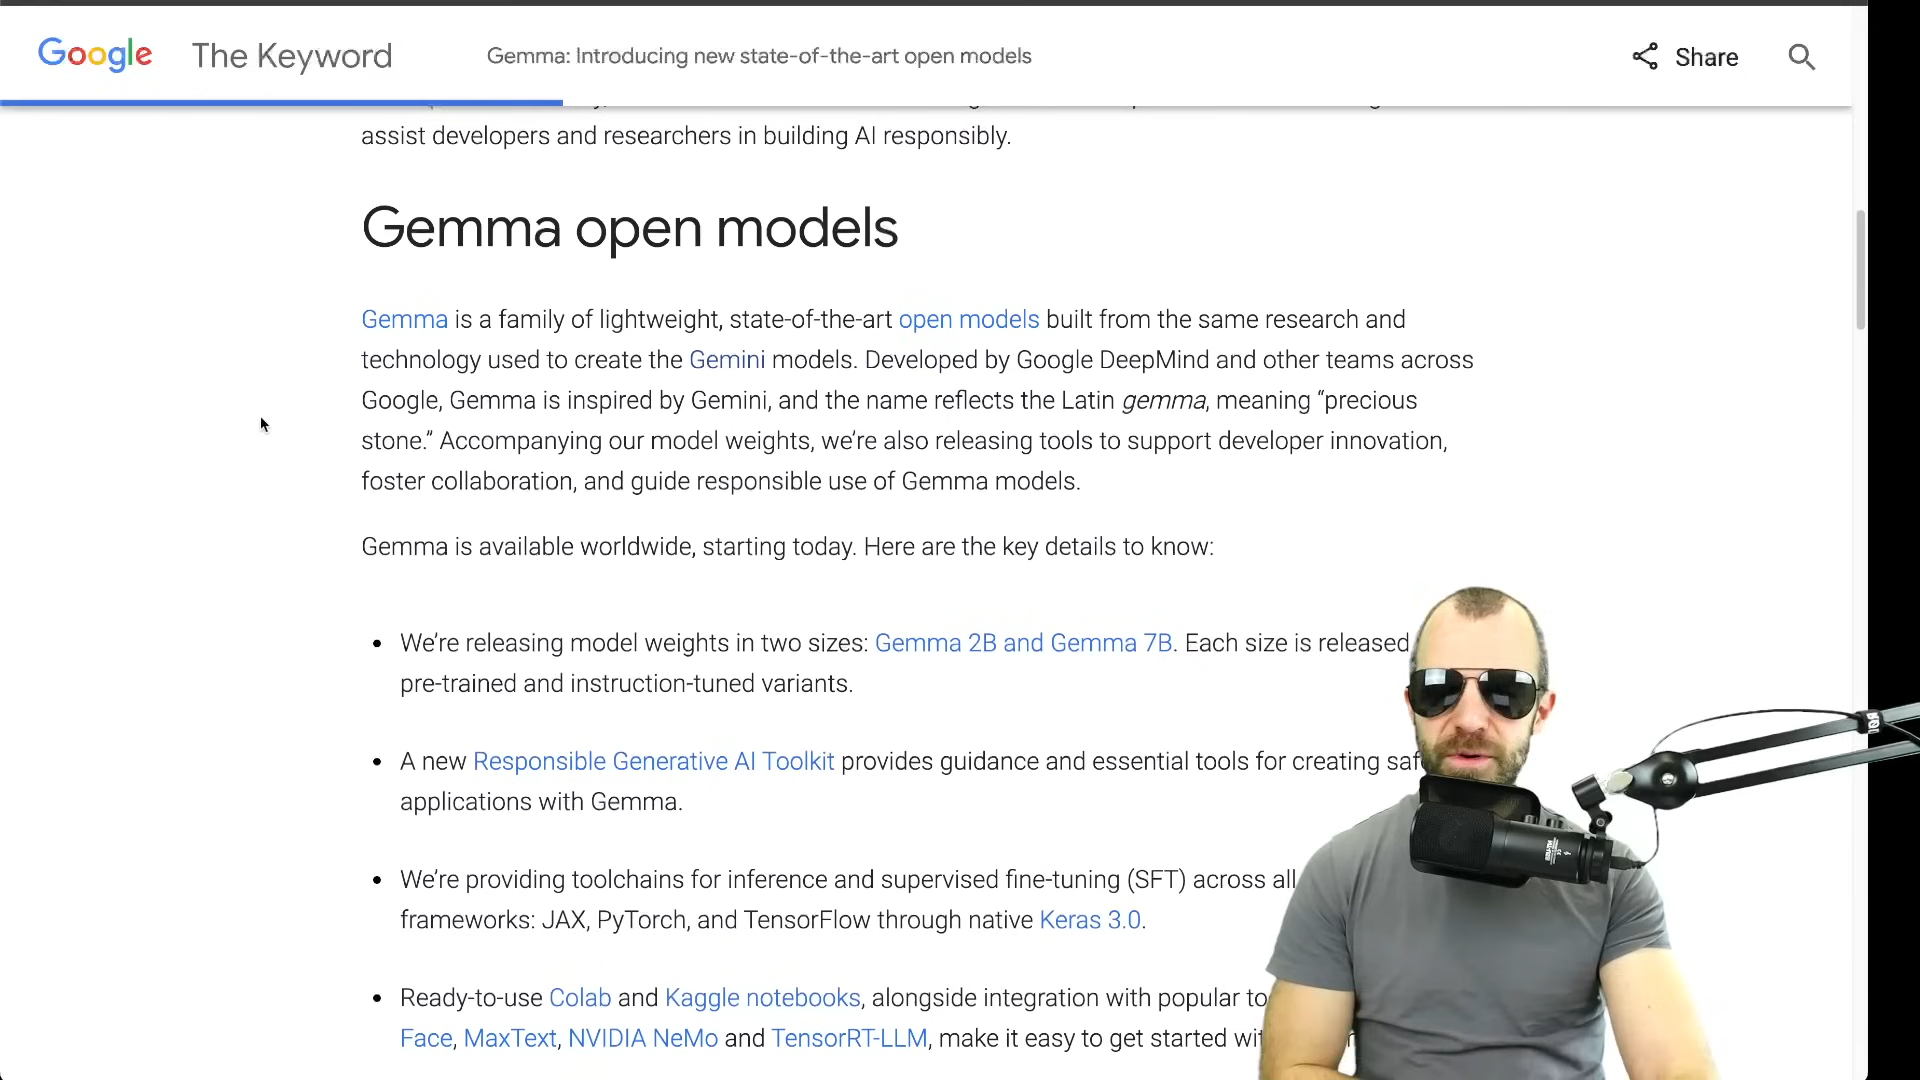 Google The Keyword Gemma: Introducing new state-of-the-art open models Share
assist developers and researchers in building AI responsibly.
Gemma open models
Gemma is a family of lightweight, state-of-the-art open models built from the same research and
technology used to create the Gemini models. Developed by Google DeepMind and other teams across
Google, Gemma is inspired by Gemini, and the name reflects the Latin gemma, meaning “precious
stone.” Accompanying our model weights, we’re also releasing tools to support developer innovation,
foster collaboration, and guide responsible use of Gemma models.
Gemma is available worldwide, starting today. Here are the key details to know:
• We’re releasing model weights in two sizes: Gemma 2B and Gemma 7B. Each size is released
pre-trained and instruction-tuned variants.
• A new Responsible Generative AI Toolkit provides guidance and essential tools for creating saf
applications with Gemma.
• We’re providing toolchains for inference and supervised fine-tuning (SFT) across all
frameworks: JAX, PyTorch, and TensorFlow through native Keras 3.0.
• Ready-to-use Colab and Kaggle notebooks, alongside integration with popular to
Face, MaxText, NVIDIA NeMo and TensorRT-LLM, make it easy to get started wit